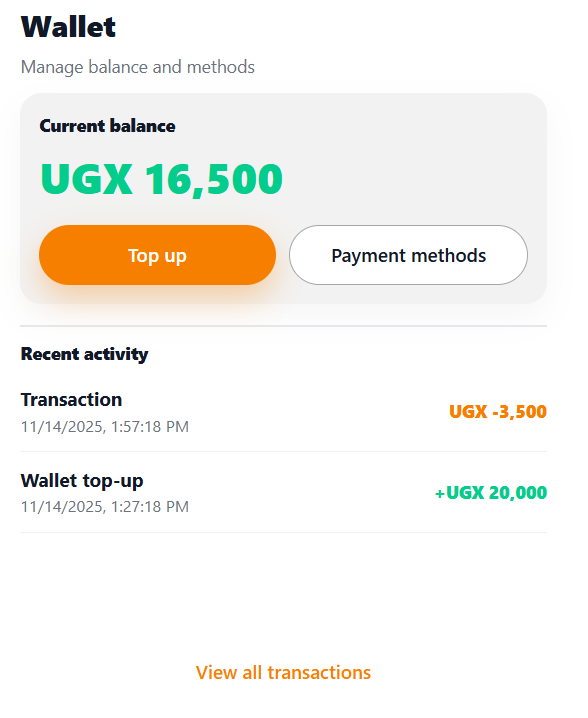 Wallet
Manage balance and methods
Current balance
UGX 16,500
Top up
Payment methods
Recent activity
Transaction
UGX -3,500
11/14/2025, 1:57:18 PM
Wallet top-up
+UGX 20,000
11/14/2025, 1:27:18 PM
View all transactions